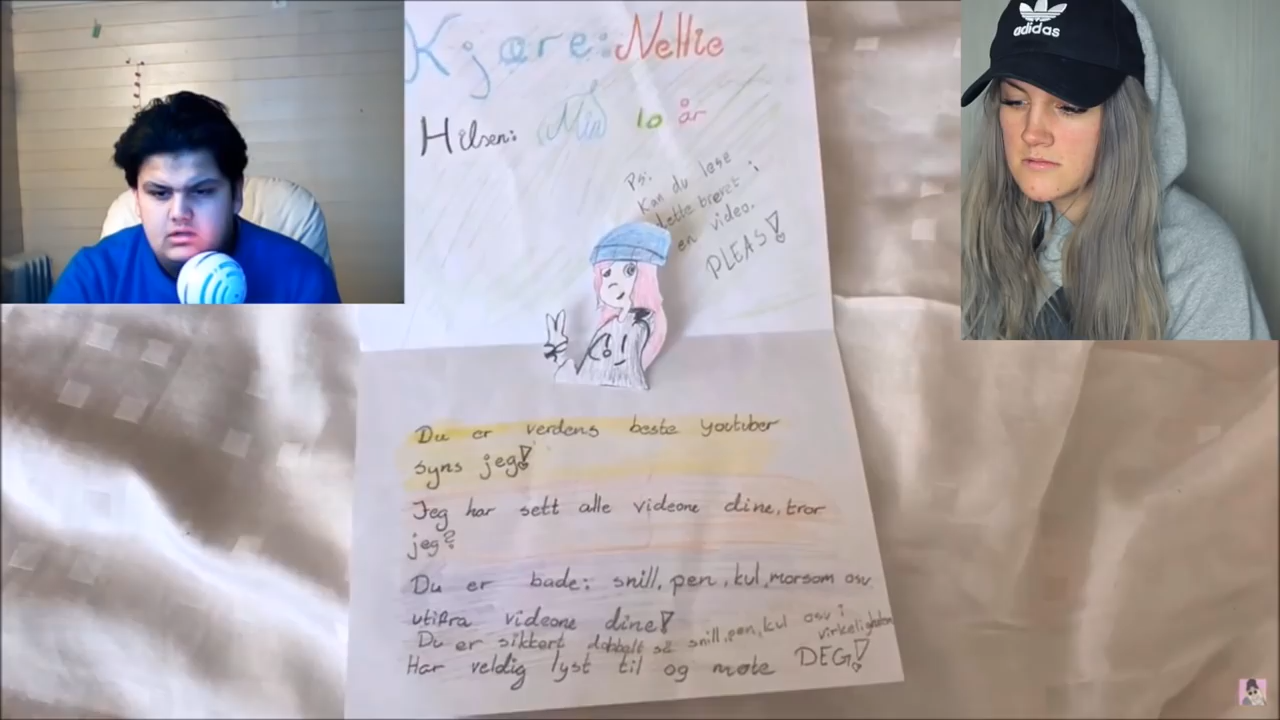 Kjære: Nellie
Hilsen: Mia 10 år
Ps:
Kan du lese
dette brevet i
en video.
PLEAS!
Du er verdens beste youtuber
syns jeg!
Jeg har sett alle videone dine, tror
jeg?
Du er bade: snill, pen, kul, morsom osv
utifra videone dine!
Du er sikkert dobbelt så snill, pen, kul osv i
virkeligheten
Har veldig lyst til og møte DEG!
adidas